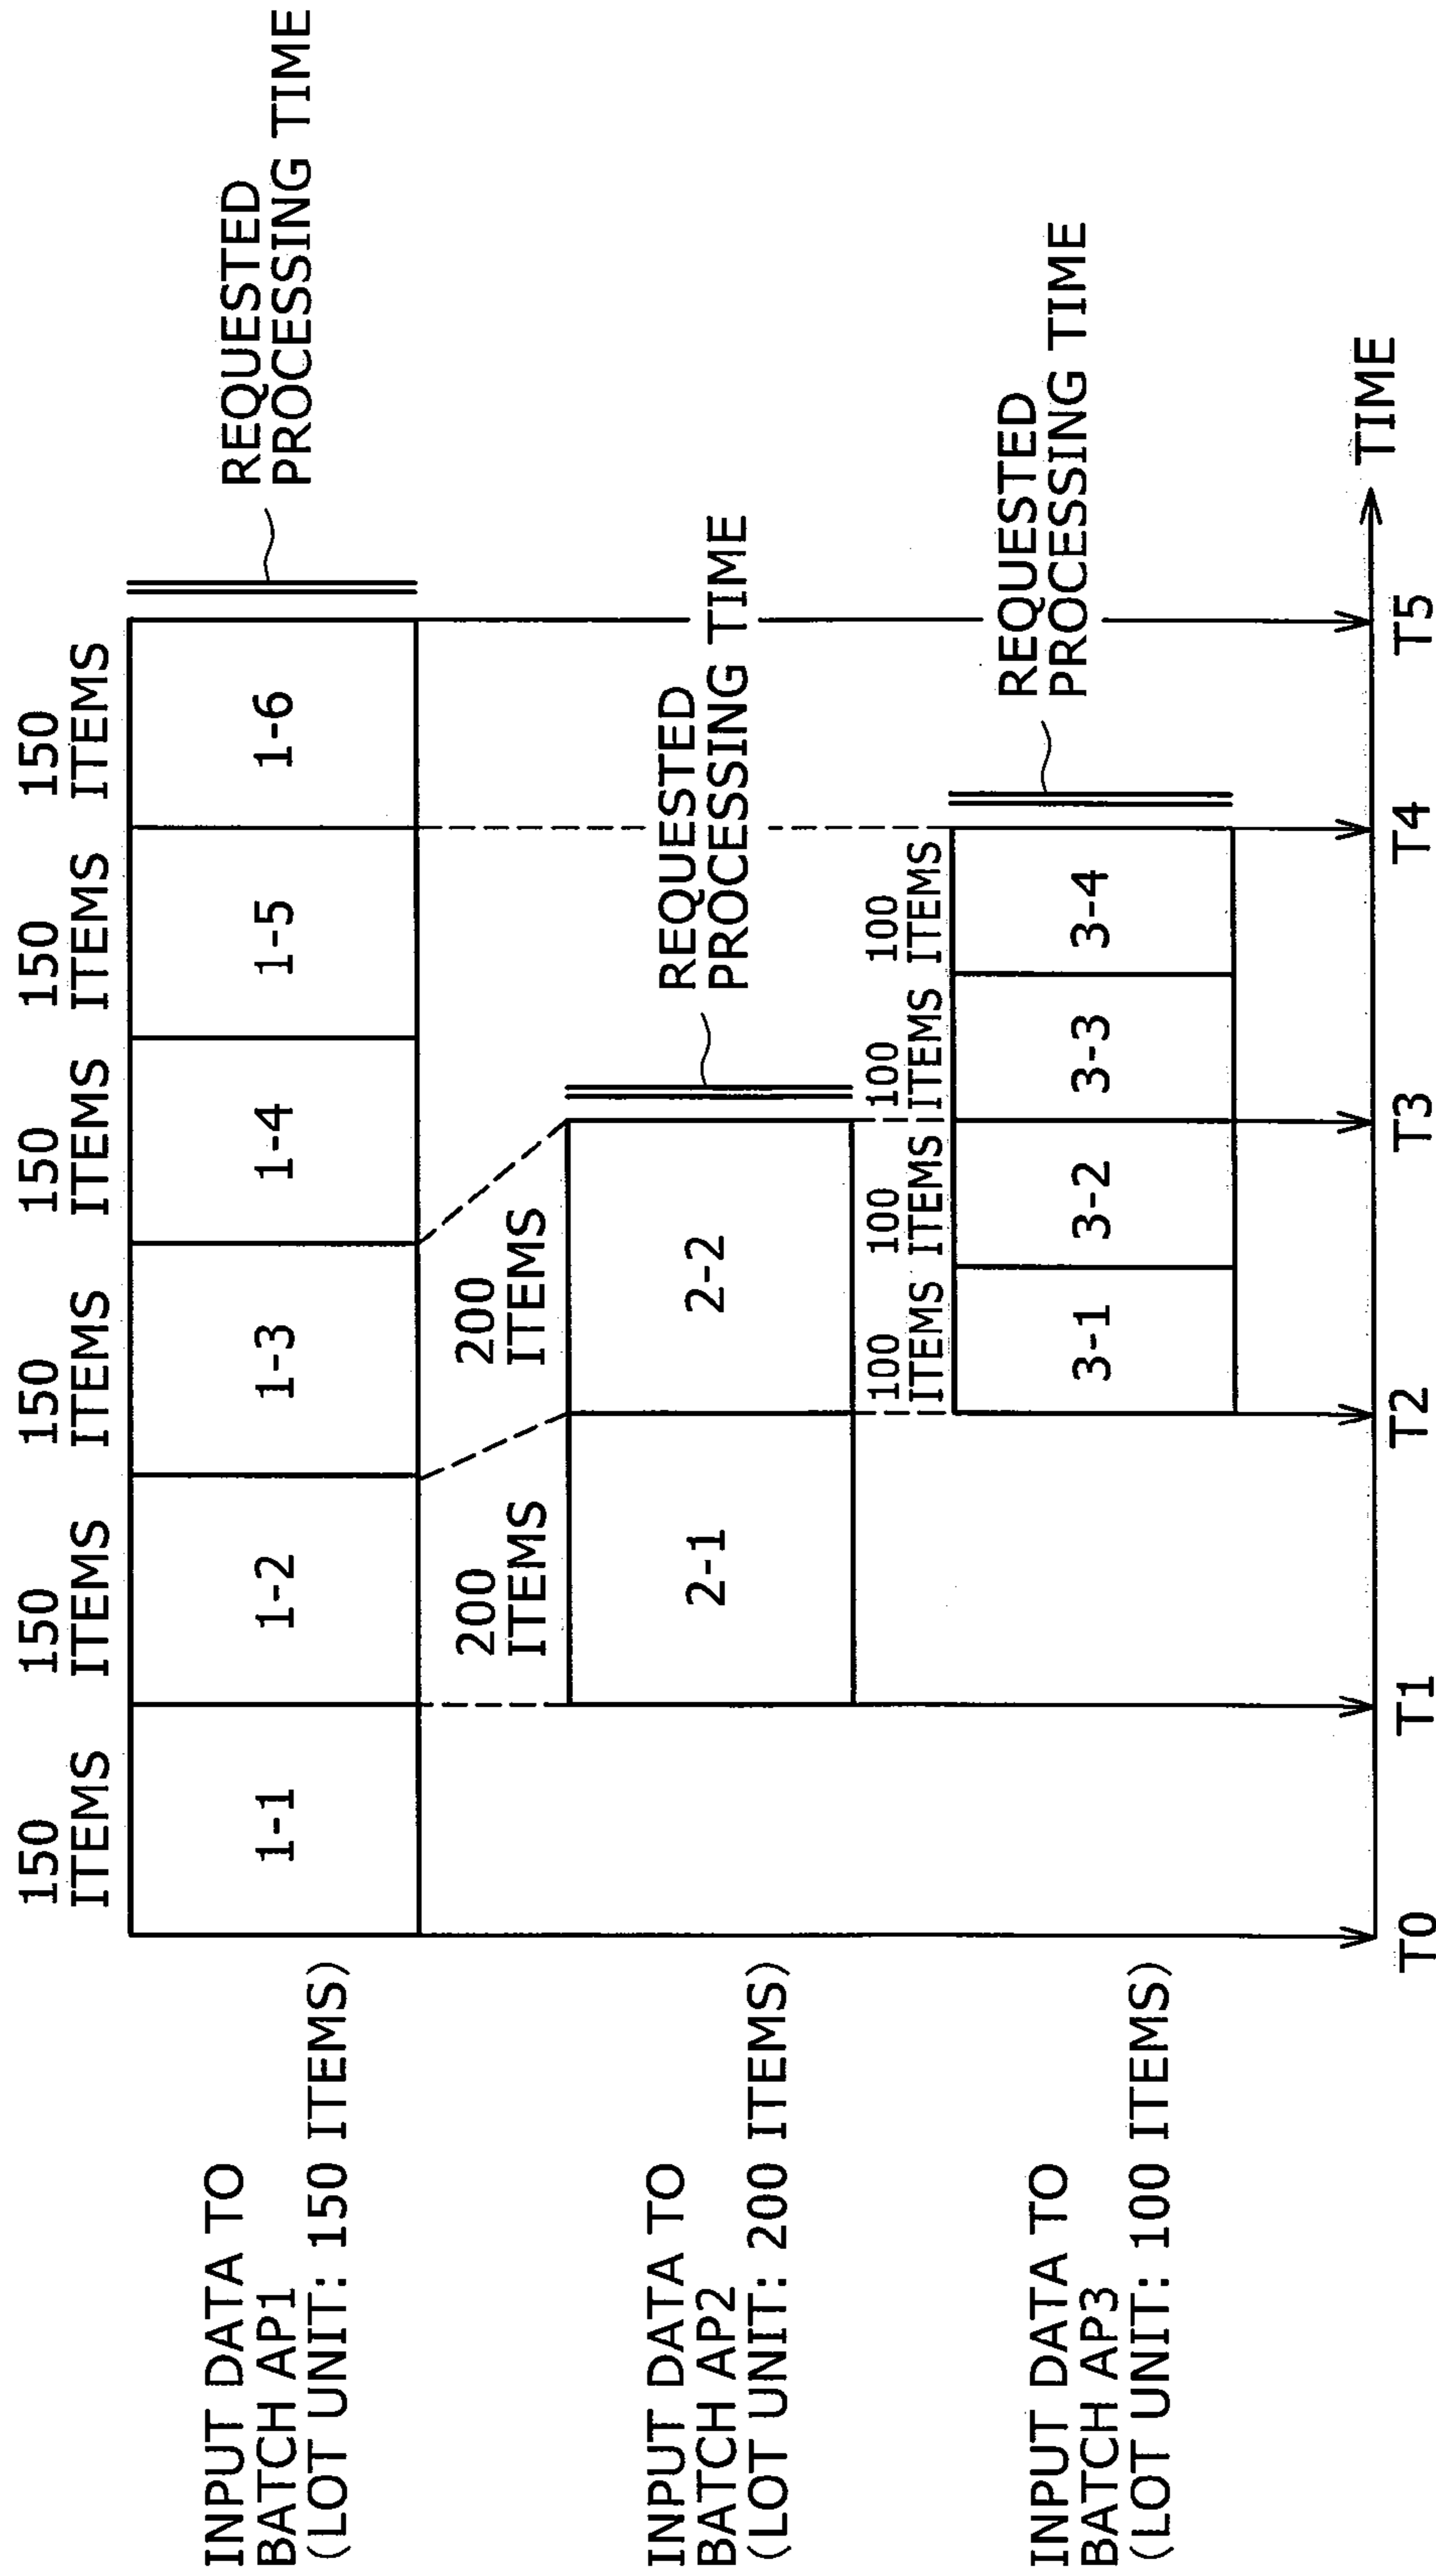 150
ITEMS
150
ITEMS
150
ITEMS
150
ITEMS
150
ITEMS
150
ITEMS
INPUT DATA TO
BATCH AP1
(LOT UNIT: 150 ITEMS)
1-1
1-2
1-3
1-4
1-5
1-6
REQUESTED
PROCESSING TIME
200
ITEMS
200
ITEMS
INPUT DATA TO
BATCH AP2
(LOT UNIT: 200 ITEMS)
2-1
2-2
REQUESTED
PROCESSING TIME
100
ITEMS
100
ITEMS
100
ITEMS
100
ITEMS
INPUT DATA TO
BATCH AP3
(LOT UNIT: 100 ITEMS)
3-1
3-2
3-3
3-4
REQUESTED
PROCESSING TIME
TIME
T0
T1
T2
T3
T4
T5